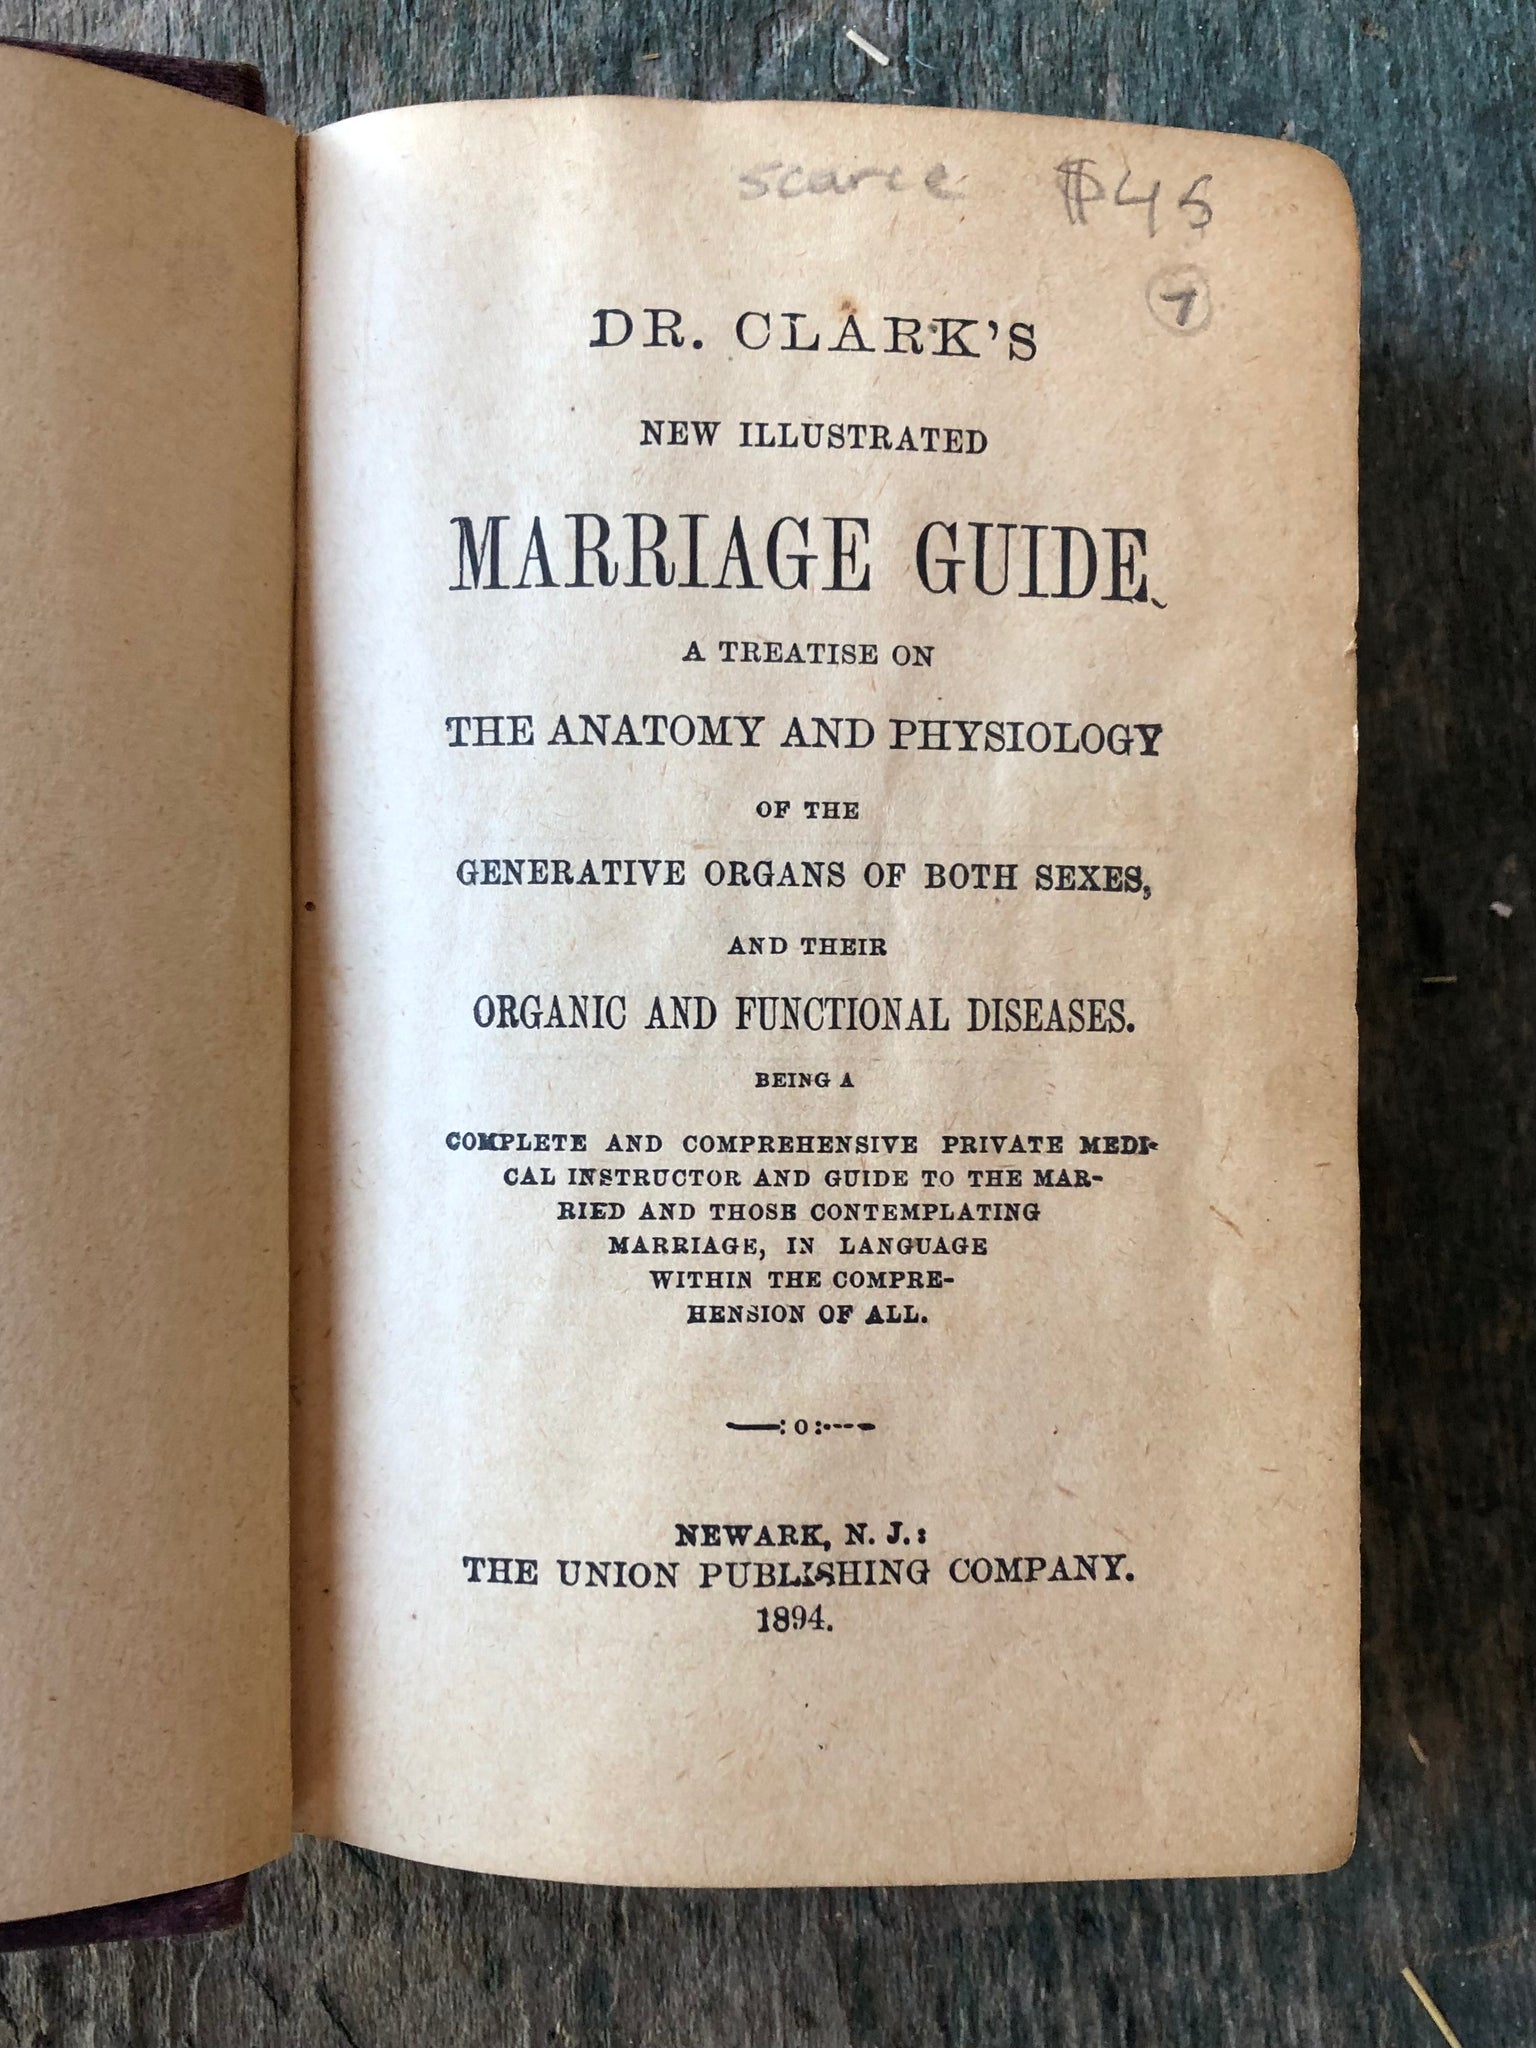 scarce $45
7
DR. CLARK'S
NEW ILLUSTRATED
MARRIAGE GUIDE.
A TREATISE ON
THE ANATOMY AND PHYSIOLOGY
OF THE
GENERATIVE ORGANS OF BOTH SEXES,
AND THEIR
ORGANIC AND FUNCTIONAL DISEASES.
BEING A
COMPLETE AND COMPREHENSIVE PRIVATE MEDI-
CAL INSTRUCTOR AND GUIDE TO THE MAR-
RIED AND THOSE CONTEMPLATING
MARRIAGE, IN LANGUAGE
WITHIN THE COMPRE-
HENSION OF ALL.
—:o:---
NEWARK, N. J.:
THE UNION PUBLISHING COMPANY.
1894.